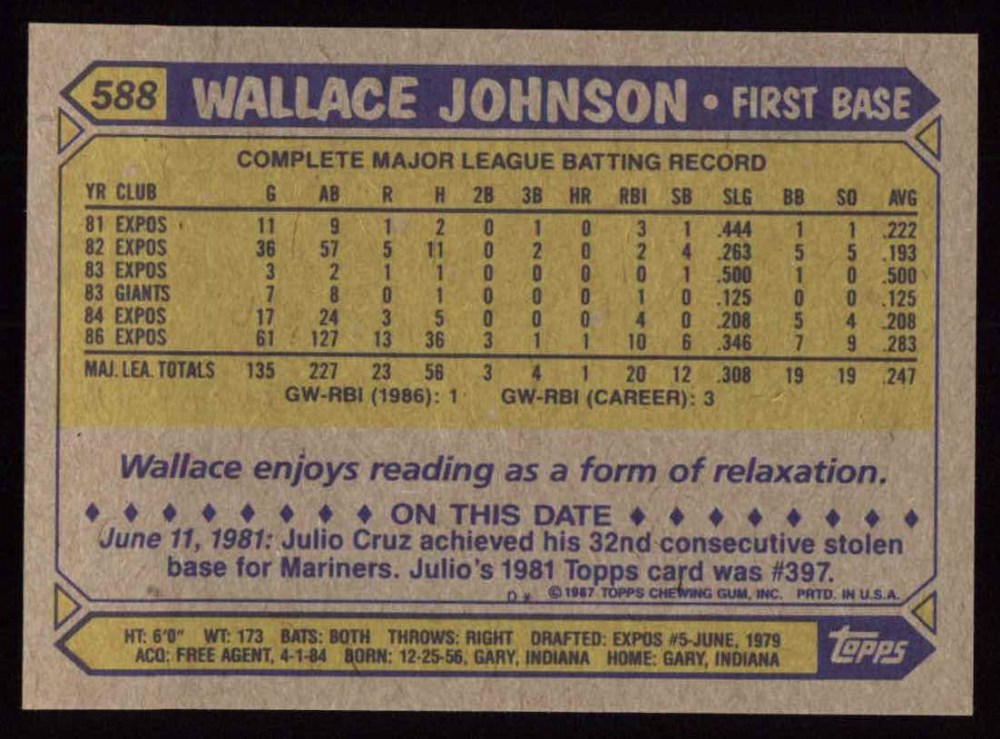 588 WALLACE JOHNSON • FIRST BASE
COMPLETE MAJOR LEAGUE BATTING RECORD
YR CLUB G AB R H 2B 3B HR RBI SB SLG BB SO AVG
81 EXPOS 11 9 1 2 0 1 0 3 1 .444 1 1 .222
82 EXPOS 36 57 5 11 0 2 0 2 4 .263 5 5 .193
83 EXPOS 3 2 1 1 0 0 0 0 1 .500 1 0 .500
83 GIANTS 7 8 0 1 0 0 0 1 0 .125 0 0 .125
84 EXPOS 17 24 3 5 0 0 0 4 0 .208 5 4 .208
86 EXPOS 61 127 13 36 3 1 1 10 6 .346 7 9 .283
MAJ. LEA. TOTALS 135 227 23 56 3 4 1 20 12 .308 19 19 .247
GW-RBI (1986): 1 GW-RBI (CAREER): 3
Wallace enjoys reading as a form of relaxation.
ON THIS DATE
June 11, 1981: Julio Cruz achieved his 32nd consecutive stolen
base for Mariners. Julio's 1981 Topps card was #397.
D* ©1987 TOPPS CHEWING GUM, INC. PRTD. IN U.S.A.
HT: 6'0" WT: 173 BATS: BOTH THROWS: RIGHT DRAFTED: EXPOS #5-JUNE, 1979
ACQ: FREE AGENT, 4-1-84 BORN: 12-25-56, GARY, INDIANA HOME: GARY, INDIANA
topps